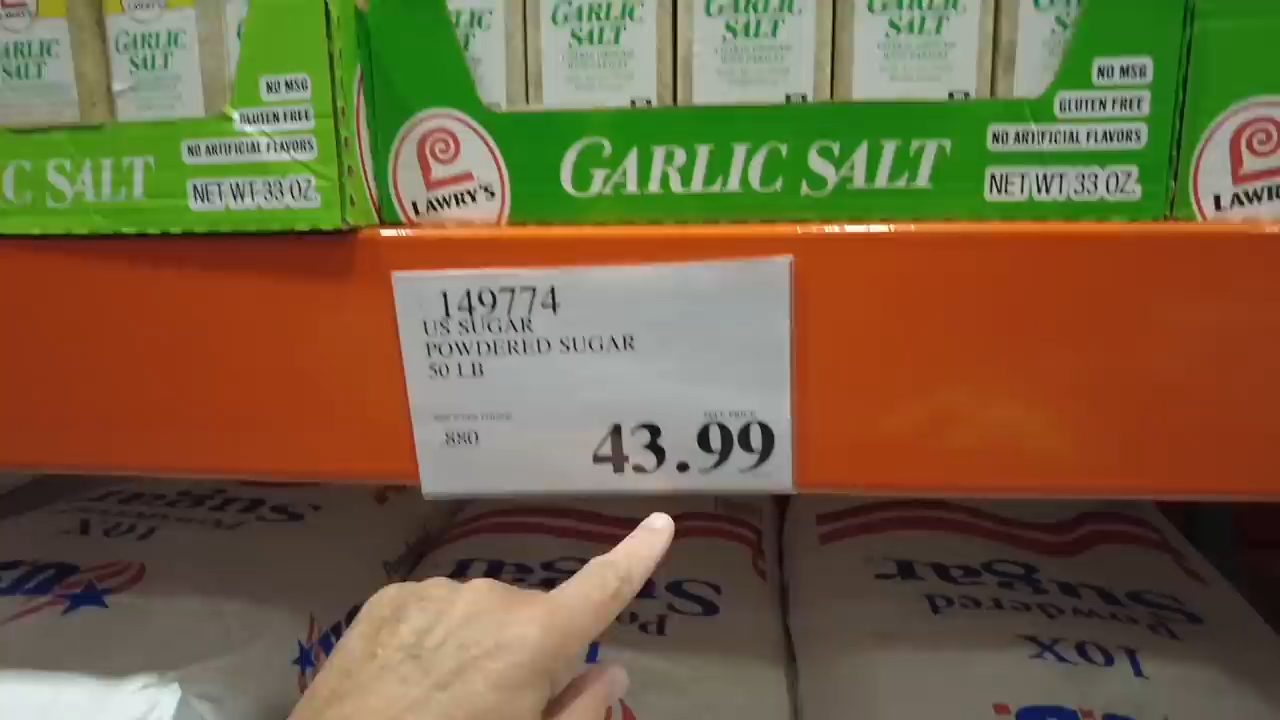 GARLIC
SALT
GARLIC
SALT
GARLIC
SALT
GARLIC
SALT
GARLIC
SALT
NO MSG
GLUTEN FREE
NO ARTIFICIAL FLAVORS
C SALT
NET WT 33 OZ.
LAWRY'S
GARLIC SALT
NO MSG
GLUTEN FREE
NO ARTIFICIAL FLAVORS
NET WT 33 OZ.
149774
US SUGAR
POWDERED SUGAR
50 LB
880
43.99
Sugar
10X
Sugar
Powdered
10X